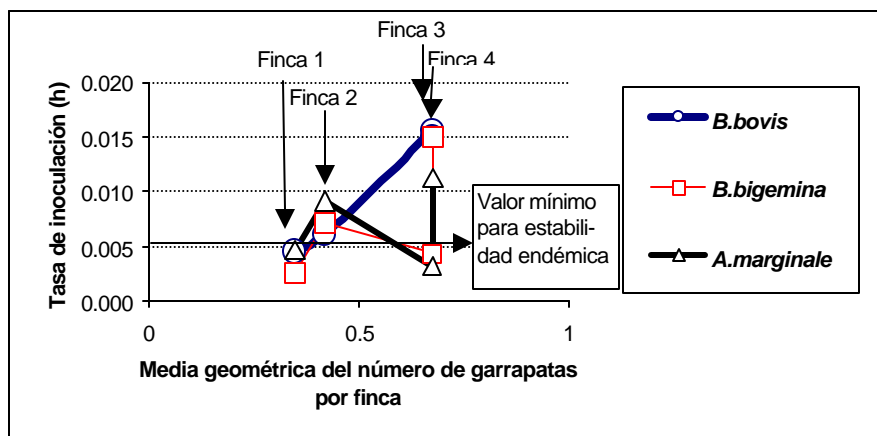 Finca 3
Finca 1
Finca 4
Finca 2
0.020
0.015
0.010
0.005
0.000
Tasa de inoculación (h)
Valor mínimo
para estabili-
dad endémica
0
0.5
1
Media geométrica del número de garrapatas
por finca
B.bovis
B.bigemina
A.marginale